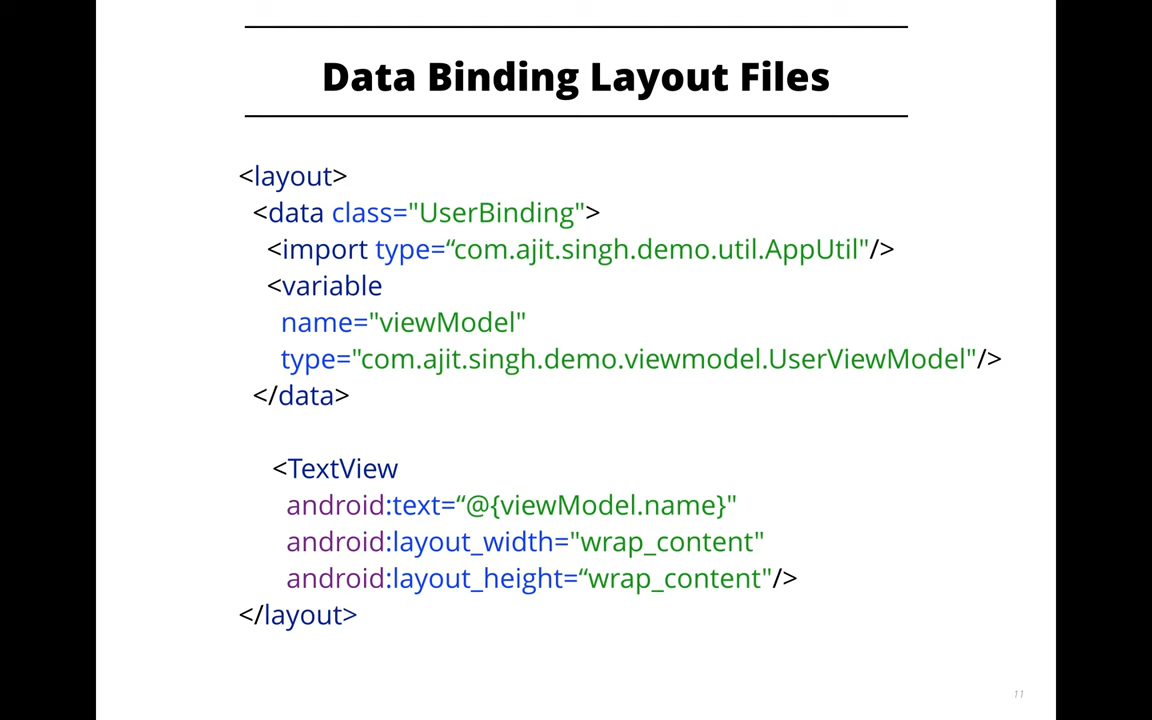 Data Binding Layout Files
<layout>
<data class="UserBinding">
<import type=“com.ajit.singh.demo.util.AppUtil"/>
<variable
name="viewModel"
type="com.ajit.singh.demo.viewmodel.UserViewModel"/>
</data>
<TextView
android:text=“@{viewModel.name}"
android:layout_width="wrap_content"
android:layout_height=“wrap_content"/>
</layout>
11